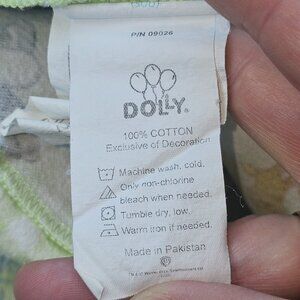 P/N 09026
DOLLY®
100% COTTON
Exclusive of Decoration
Machine wash, cold.
Only non-chlorine
bleach when needed.
Tumble dry, low.
Warm iron if needed.
Made in Pakistan